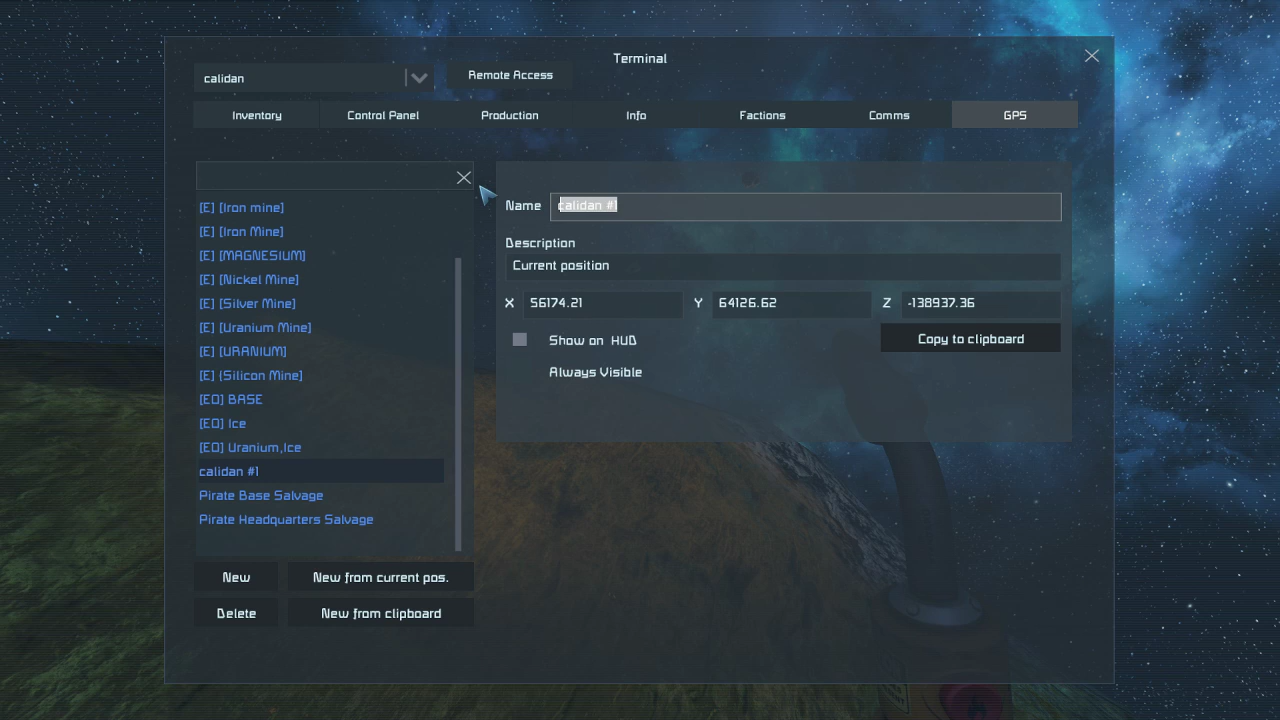 Terminal
calidan
Remote Access
Inventory
Control Panel
Production
Info
Factions
Comms
GPS
[E] [Iron mine]
[E] [Iron Mine]
[E] [MAGNESIUM]
[E] [Nickel Mine]
[E] [Silver Mine]
[E] [Uranium Mine]
[E] [URANIUM]
[E] {Silicon Mine]
[EO] BASE
[EO] Ice
[EO] Uranium,Ice
calidan #1
Pirate Base Salvage
Pirate Headquarters Salvage
New
New from current pos.
Delete
New from clipboard
Name calidan #1
Description
Current position
X 56174.21 Y 64126.62 Z -138937.36
Show on HUD
Copy to clipboard
Always Visible